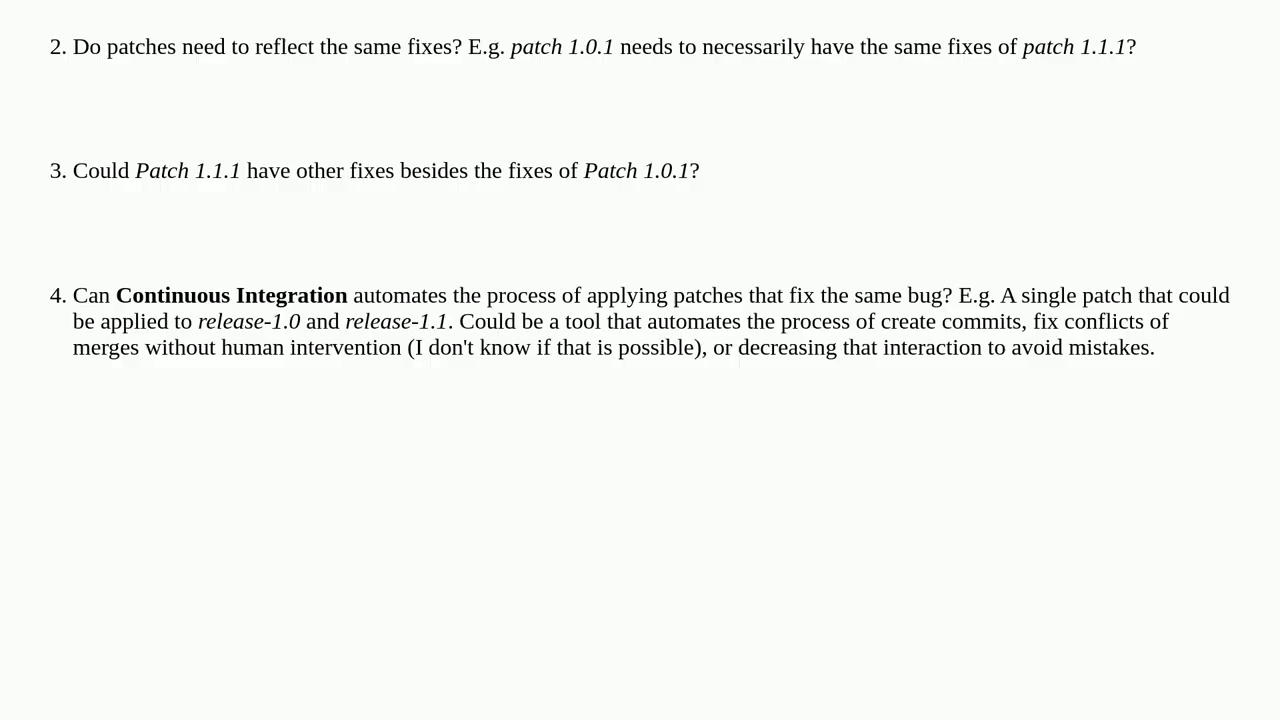 2. Do patches need to reflect the same fixes? E.g. patch 1.0.1 needs to necessarily have the same fixes of patch 1.1.1?
3. Could Patch 1.1.1 have other fixes besides the fixes of Patch 1.0.1?
4. Can Continuous Integration automates the process of applying patches that fix the same bug? E.g. A single patch that could
be applied to release-1.0 and release-1.1. Could be a tool that automates the process of create commits, fix conflicts of
merges without human intervention (I don't know if that is possible), or decreasing that interaction to avoid mistakes.